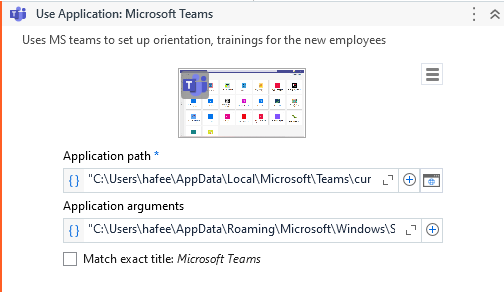 Use Application: Microsoft Teams
Uses MS teams to set up orientation, trainings for the new employees
Application path *
"C:\Users\hafee\AppData\Local\Microsoft\Teams\cur
Application arguments
"C:\Users\hafee\AppData\Roaming\Microsoft\Windows\S
Match exact title: Microsoft Teams